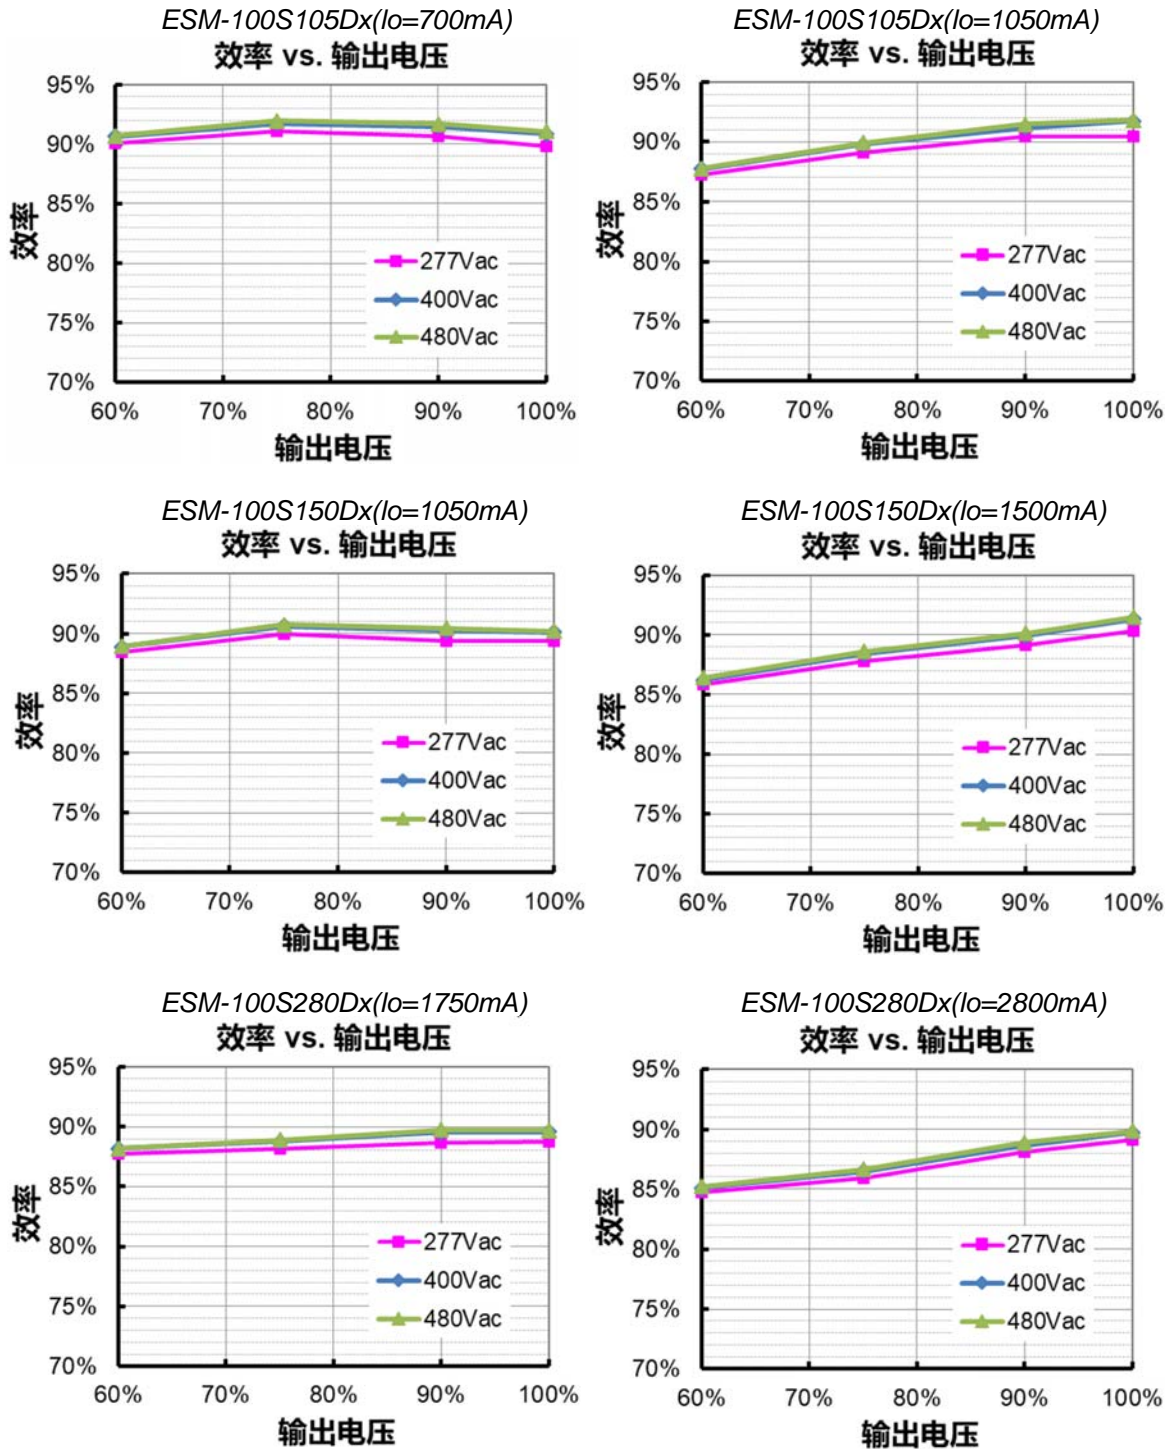 ESM-100S105Dx(Io=700mA)
效率 vs. 输出电压
95%
90%
85%
80%
75%
70%
效率
277Vac
400Vac
480Vac
60% 70% 80% 90% 100%
输出电压
ESM-100S105Dx(Io=1050mA)
效率 vs. 输出电压
95%
90%
85%
80%
75%
70%
效率
277Vac
400Vac
480Vac
60% 70% 80% 90% 100%
输出电压
ESM-100S150Dx(Io=1050mA)
效率 vs. 输出电压
95%
90%
85%
80%
75%
70%
效率
277Vac
400Vac
480Vac
60% 70% 80% 90% 100%
输出电压
ESM-100S150Dx(Io=1500mA)
效率 vs. 输出电压
95%
90%
85%
80%
75%
70%
效率
277Vac
400Vac
480Vac
60% 70% 80% 90% 100%
输出电压
ESM-100S280Dx(Io=1750mA)
效率 vs. 输出电压
95%
90%
85%
80%
75%
70%
效率
277Vac
400Vac
480Vac
60% 70% 80% 90% 100%
输出电压
ESM-100S280Dx(Io=2800mA)
效率 vs. 输出电压
95%
90%
85%
80%
75%
70%
效率
277Vac
400Vac
480Vac
60% 70% 80% 90% 100%
输出电压